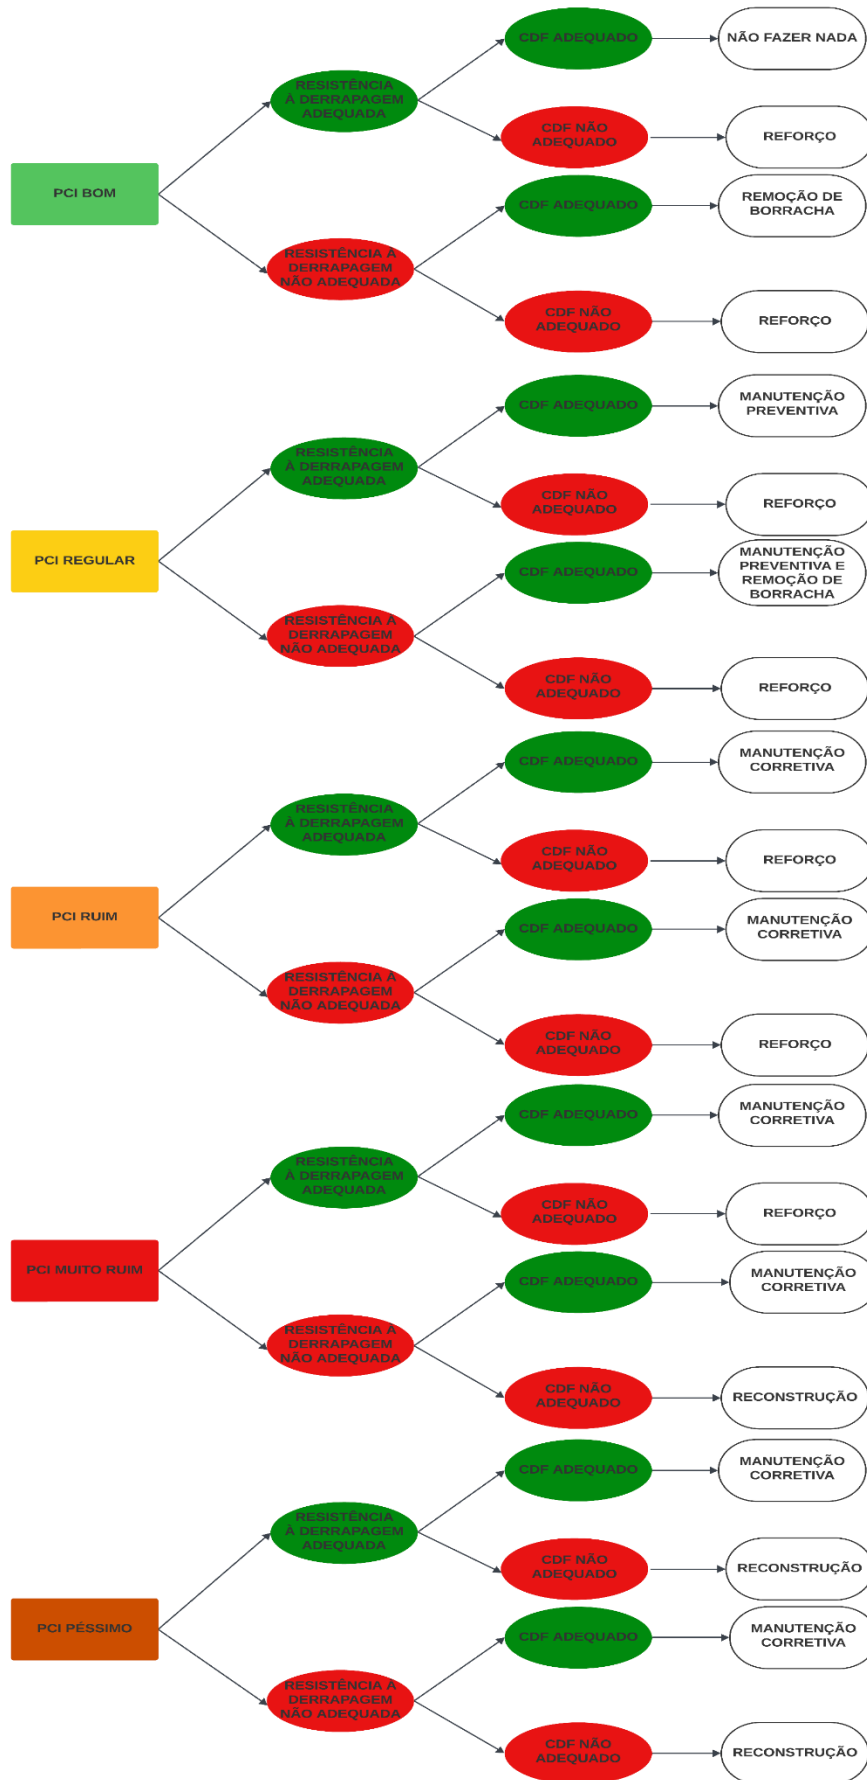 CDF ADEQUADO
NÃO FAZER NADA
RESISTÊNCIA
À DERRAPAGEM
ADEQUADA
CDF NÃO
ADEQUADO
REFORÇO
PCI BOM
CDF ADEQUADO
REMOÇÃO DE
BORRACHA
RESISTÊNCIA À
DERRAPAGEM
NÃO ADEQUADA
CDF NÃO
ADEQUADO
REFORÇO
CDF ADEQUADO
MANUTENÇÃO
PREVENTIVA
RESISTÊNCIA
À DERRAPAGEM
ADEQUADA
CDF NÃO
ADEQUADO
REFORÇO
PCI REGULAR
CDF ADEQUADO
MANUTENÇÃO
PREVENTIVA E
REMOÇÃO DE
BORRACHA
RESISTÊNCIA À
DERRAPAGEM
NÃO ADEQUADA
CDF NÃO
ADEQUADO
REFORÇO
CDF ADEQUADO
MANUTENÇÃO
CORRETIVA
RESISTÊNCIA
À DERRAPAGEM
ADEQUADA
CDF NÃO
ADEQUADO
REFORÇO
PCI RUIM
CDF ADEQUADO
MANUTENÇÃO
CORRETIVA
RESISTÊNCIA À
DERRAPAGEM
NÃO ADEQUADA
CDF NÃO
ADEQUADO
REFORÇO
CDF ADEQUADO
MANUTENÇÃO
CORRETIVA
RESISTÊNCIA
À DERRAPAGEM
ADEQUADA
CDF NÃO
ADEQUADO
REFORÇO
PCI MUITO RUIM
CDF ADEQUADO
MANUTENÇÃO
CORRETIVA
RESISTÊNCIA À
DERRAPAGEM
NÃO ADEQUADA
CDF NÃO
ADEQUADO
RECONSTRUÇÃO
CDF ADEQUADO
MANUTENÇÃO
CORRETIVA
RESISTÊNCIA
À DERRAPAGEM
ADEQUADA
CDF NÃO
ADEQUADO
RECONSTRUÇÃO
PCI PÉSSIMO
CDF ADEQUADO
MANUTENÇÃO
CORRETIVA
RESISTÊNCIA À
DERRAPAGEM
NÃO ADEQUADA
CDF NÃO
ADEQUADO
RECONSTRUÇÃO